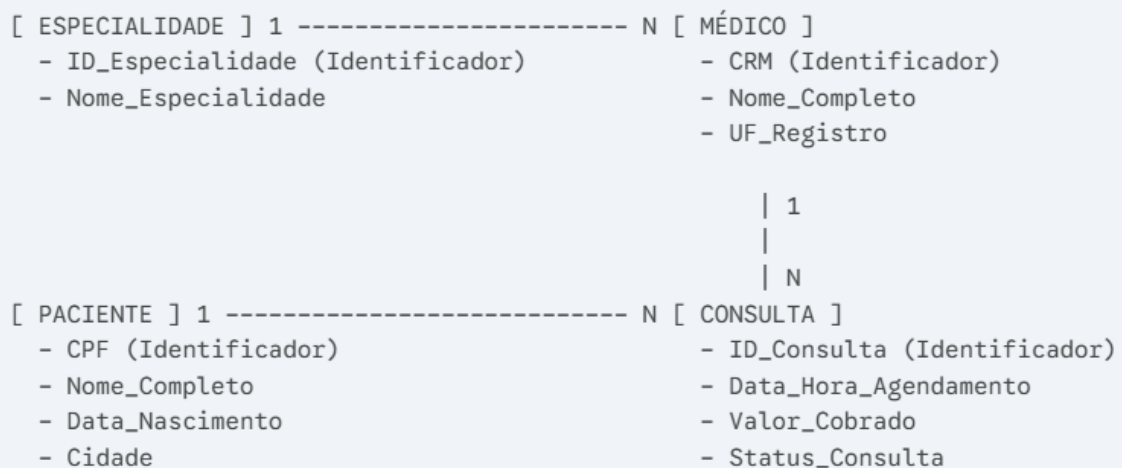 [ ESPECIALIDADE ] 1 ----------------------- N [ MÉDICO ]
- ID_Especialidade (Identificador) - CRM (Identificador)
- Nome_Especialidade - Nome_Completo
- UF_Registro
| 1
|
| N
[ PACIENTE ] 1 ---------------------------- N [ CONSULTA ]
- CPF (Identificador) - ID_Consulta (Identificador)
- Nome_Completo - Data_Hora_Agendamento
- Data_Nascimento - Valor_Cobrado
- Cidade - Status_Consulta